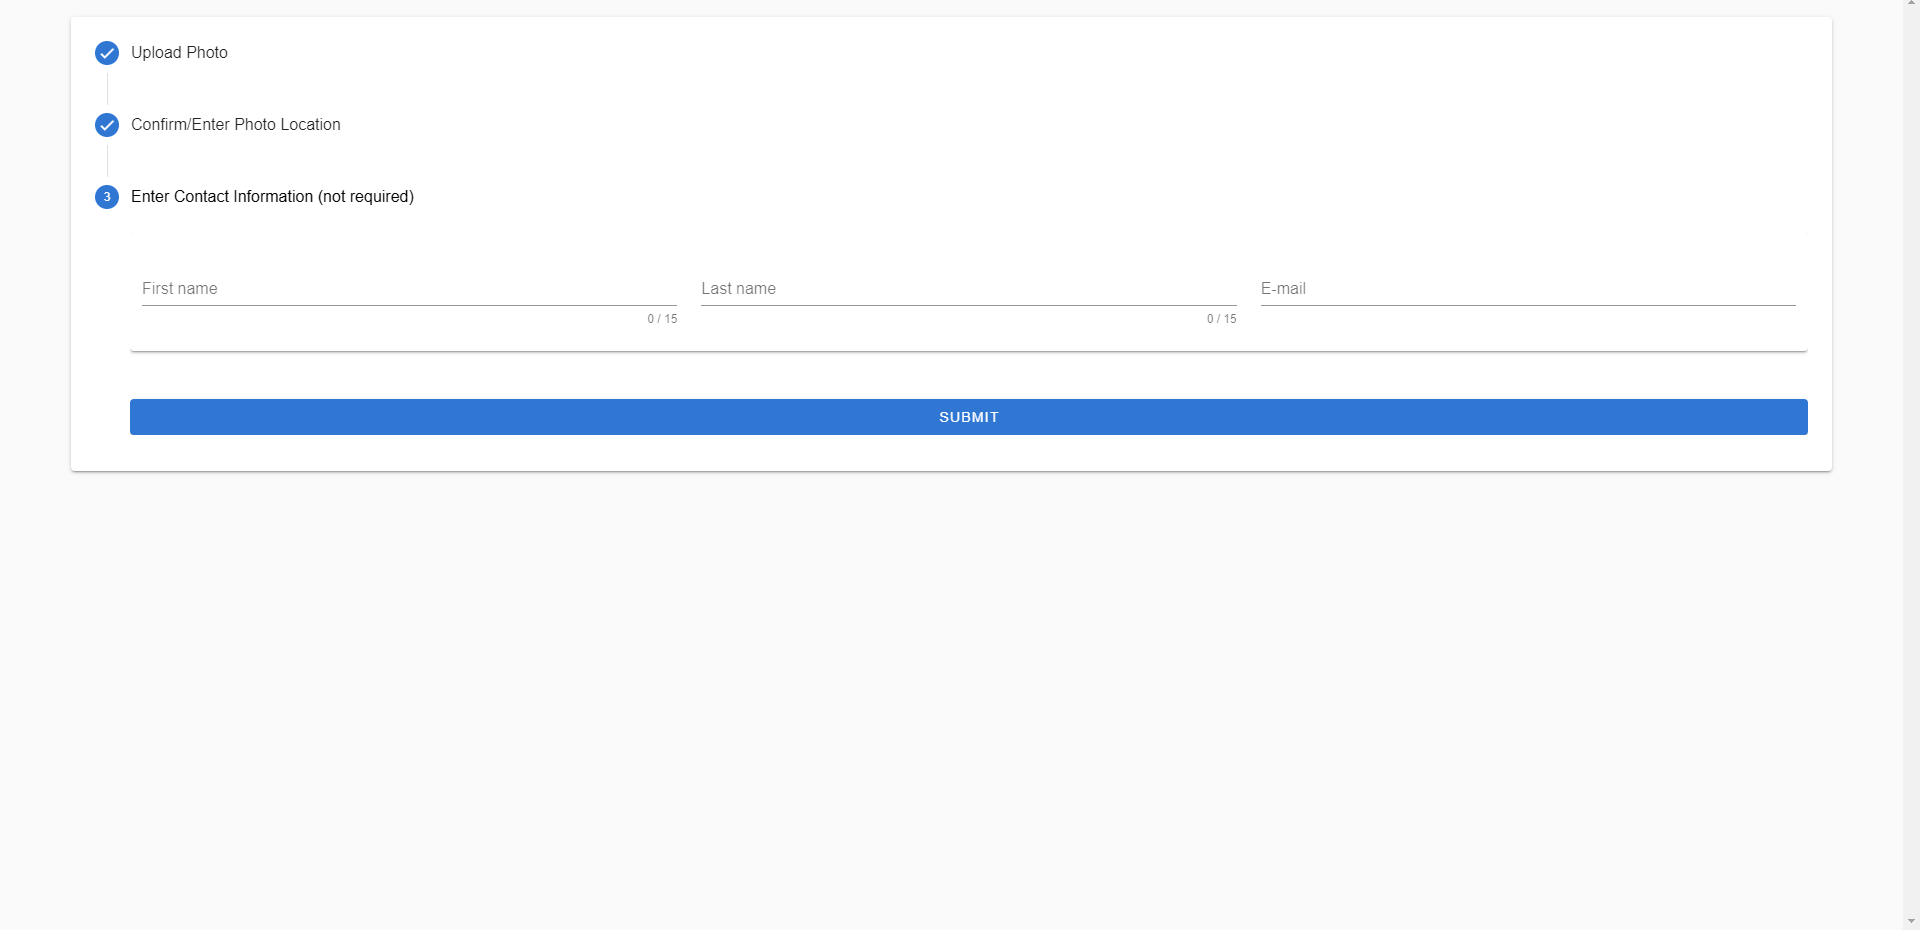 Upload Photo
Confirm/Enter Photo Location
3 Enter Contact Information (not required)
First name Last name E-mail
0 / 15 0 / 15
SUBMIT